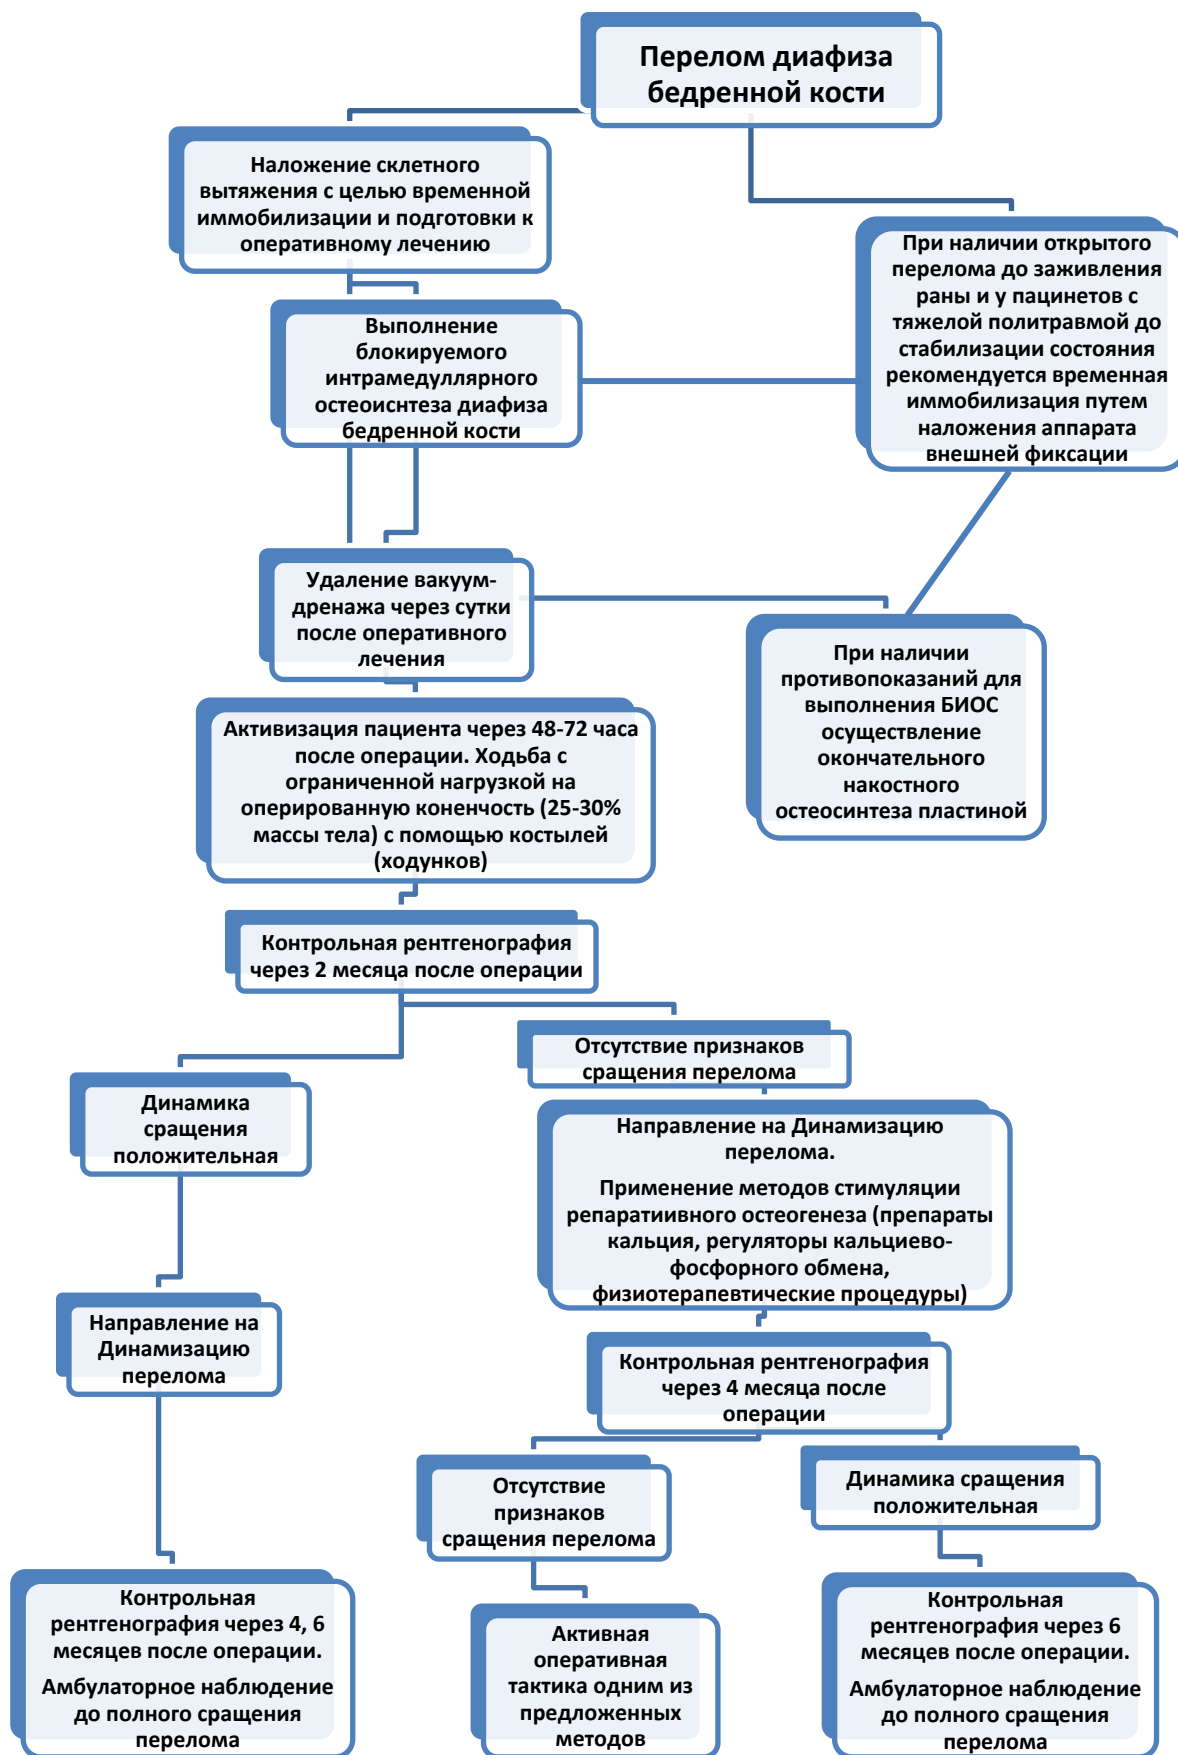 Перелом диафиза
бедренной кости
Наложение склетного
вытяжения с целью временной
иммобилизации и подготовки к
оперативному лечению
При наличии открытого
перелома до заживления
раны и у пацинетов с
тяжелой политравмой до
стабилизации состояния
рекомендуется временная
иммобилизация путем
наложения аппарата
внешней фиксации
Выполнение
блокируемого
интрамедуллярного
остеоиснтеза диафиза
бедренной кости
Удаление вакуум-
дренажа через сутки
после оперативного
лечения
При наличии
противопоказаний для
выполнения БИОС
осуществление
окончательного
накостного
остеосинтеза пластиной
Активизация пациента через 48-72 часа
после операции. Ходьба с
ограниченной нагрузкой на
оперированную коненчость (25-30%
массы тела) с помощью костылей
(ходунков)
Контрольная рентгенография
через 2 месяца после операции
Отсутствие признаков
сращения перелома
Динамика
сращения
положительная
Направление на Динамизацию
перелома.
Применение методов стимуляции
репаратиивного остеогенеза (препараты
кальция, регуляторы кальциево-
фосфорного обмена,
физиотерапевтические процедуры)
Направление на
Динамизацию
перелома
Контрольная рентгенография
через 4 месяца после
операции
Отсутствие
признаков
сращения перелома
Динамика сращения
положительная
Контрольная
рентгенография через 4, 6
месяцев после операции.
Амбулаторное наблюдение
до полного сращения
перелома
Активная
оперативная
тактика одним из
предложенных
методов
Контрольная
рентгенография через 6
месяцев после операции.
Амбулаторное наблюдение
до полного сращения
перелома